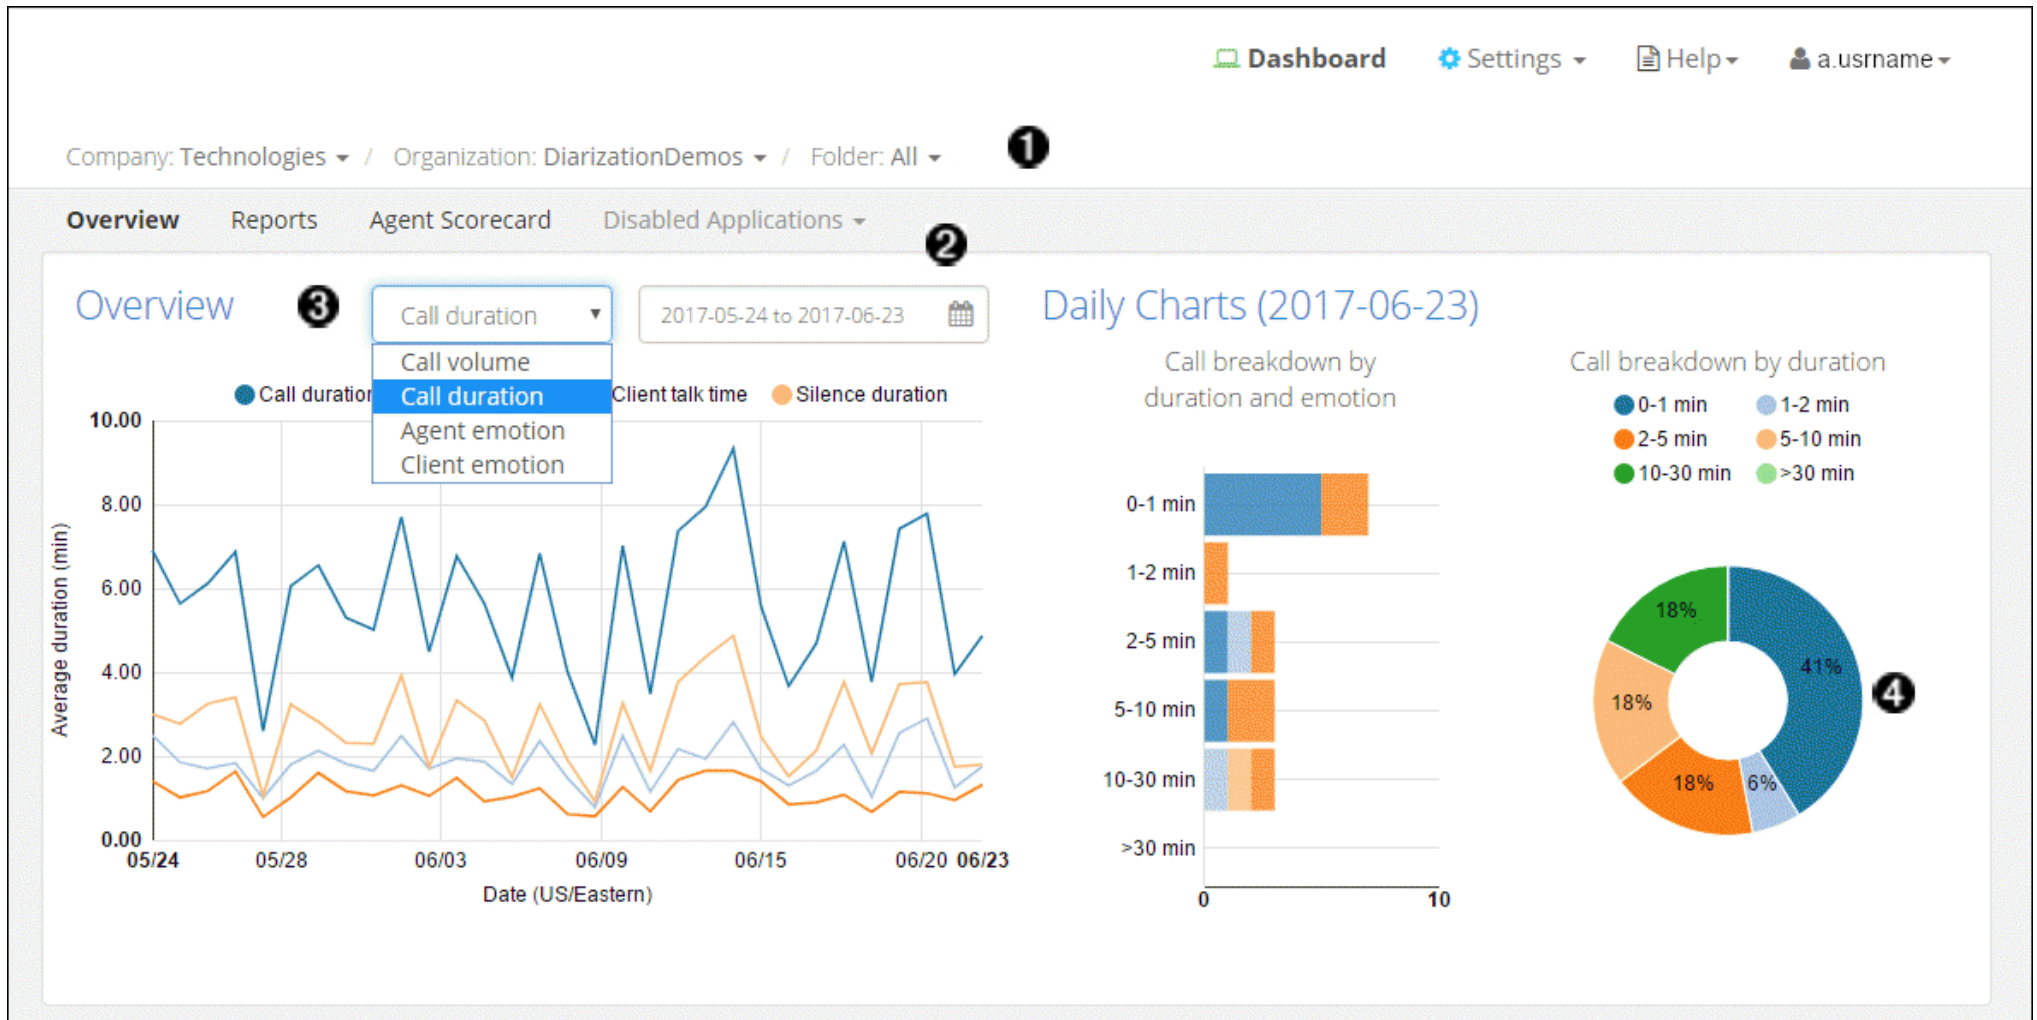 Dashboard Settings Help a.usrname
Company: Technologies / Organization: DiarizationDemos / Folder: All 1
Overview Reports Agent Scorecard Disabled Applications
2
Overview 3 Call duration 2017-05-24 to 2017-06-23
Call volume
Call duration
Agent emotion
Client emotion
Call duration Client talk time Silence duration
10.00
8.00
6.00
4.00
2.00
0.00
Average duration (min)
05/24 05/28 06/03 06/09 06/15 06/20 06/23
Date (US/Eastern)
Daily Charts (2017-06-23)
Call breakdown by
duration and emotion
0-1 min
1-2 min
2-5 min
5-10 min
10-30 min
>30 min
0 10
Call breakdown by duration
0-1 min 1-2 min
2-5 min 5-10 min
10-30 min >30 min
18%
41%
18%
18% 6%
4